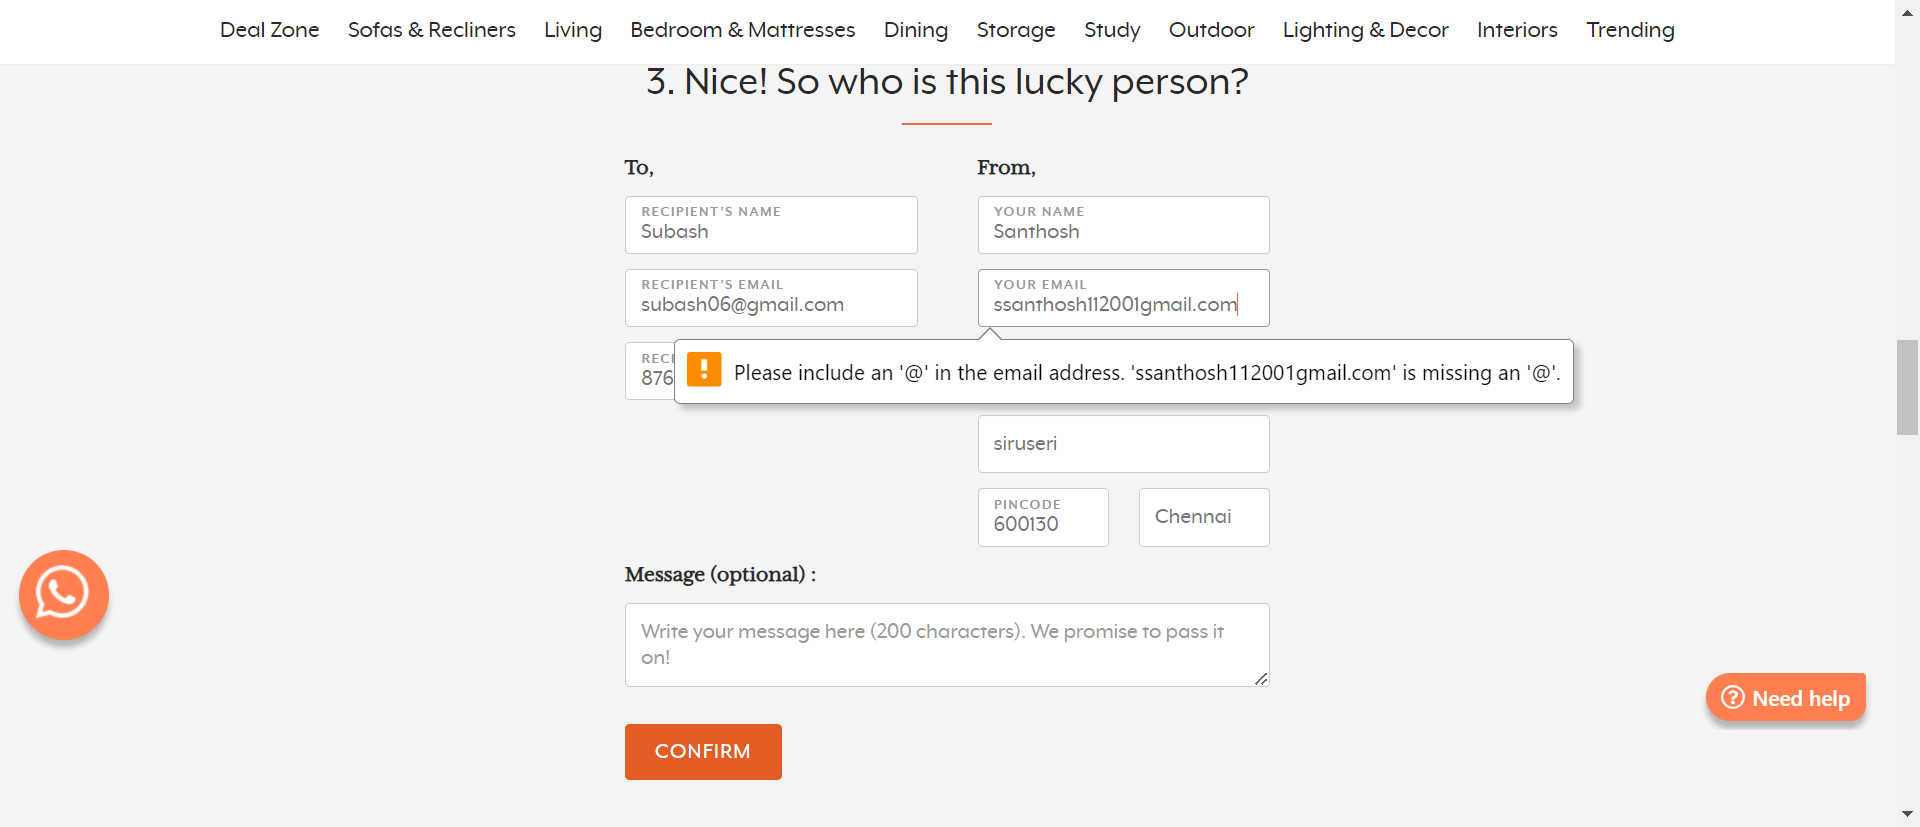 Deal Zone Sofas & Recliners Living Bedroom & Mattresses Dining Storage Study Outdoor Lighting & Decor Interiors Trending
3. Nice! So who is this lucky person?
To,
RECIPIENT'S NAME
Subash
RECIPIENT'S EMAIL
subash06@gmail.com
RECI
876
From,
YOUR NAME
Santhosh
YOUR EMAIL
ssanthosh112001gmail.com
Please include an '@' in the email address. 'ssanthosh112001gmail.com' is missing an '@'.
siruseri
PINCODE
600130
Chennai
Message (optional) :
Write your message here (200 characters). We promise to pass it
on!
CONFIRM
Need help